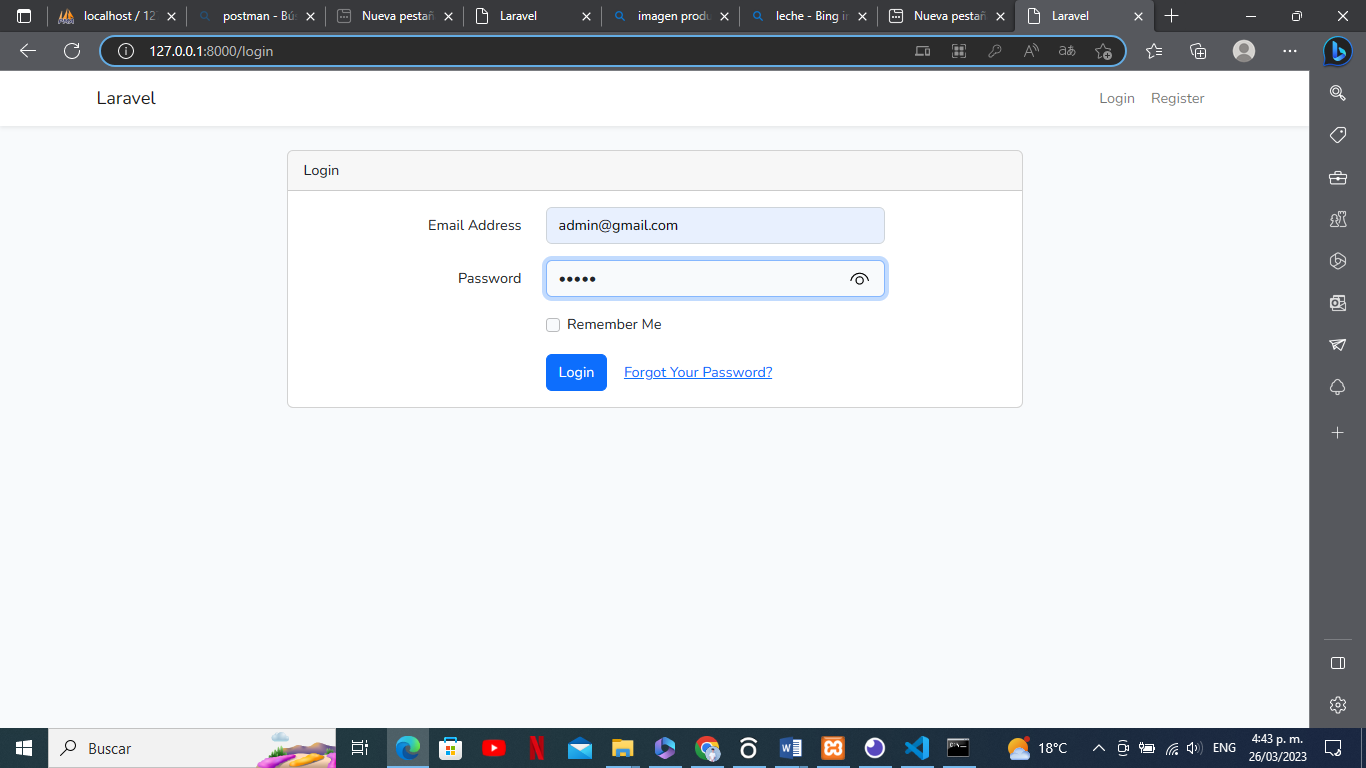 localhost / 12
postman - Bús
Nueva pestañ
Laravel
imagen produ
leche - Bing in
Nueva pestañ
Laravel
127.0.0.1:8000/login
Laravel
Login
Register
Login
Email Address
admin@gmail.com
Password
Remember Me
Login
Forgot Your Password?
Buscar
18°C
ENG
4:43 p. m.
26/03/2023